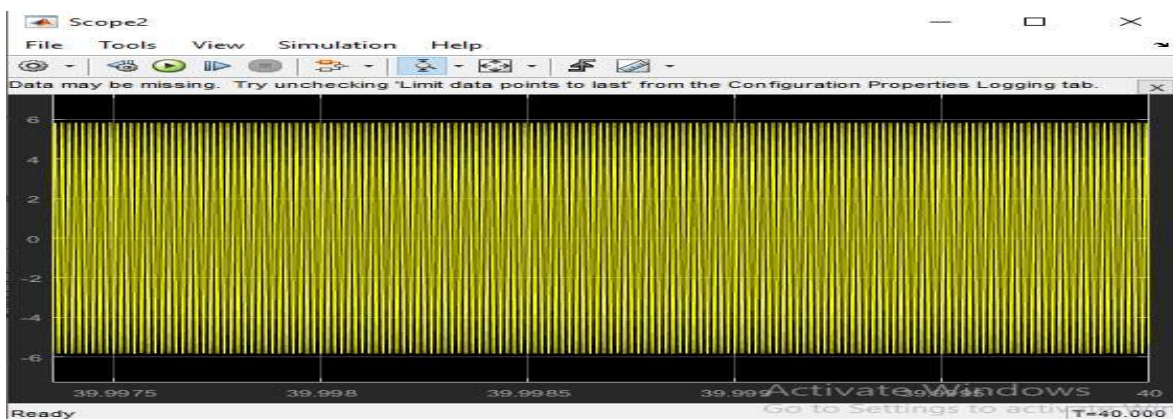 Scope2
File Tools View Simulation Help
Data may be missing. Try unchecking 'Limit data points to last' from the Configuration Properties Logging tab.
6
4
2
0
-2
-4
-6
39.9975 39.998 39.9985 39.999 39.9995 40
Activate Windows
Go to Settings to activ
Ready T=40.000